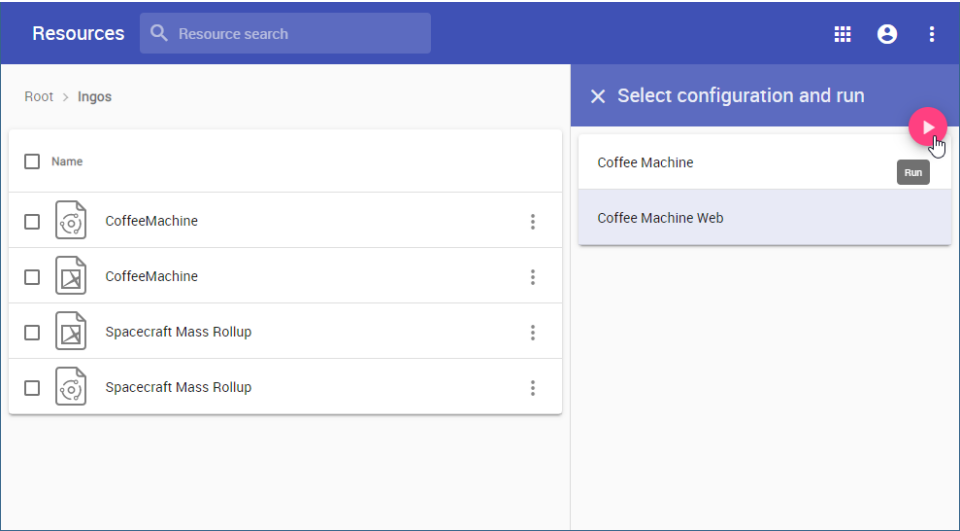 Resources
Resource search
Root > Ingos
Name
CoffeeMachine
CoffeeMachine
Spacecraft Mass Rollup
Spacecraft Mass Rollup
Select configuration and run
Coffee Machine
Run
Coffee Machine Web